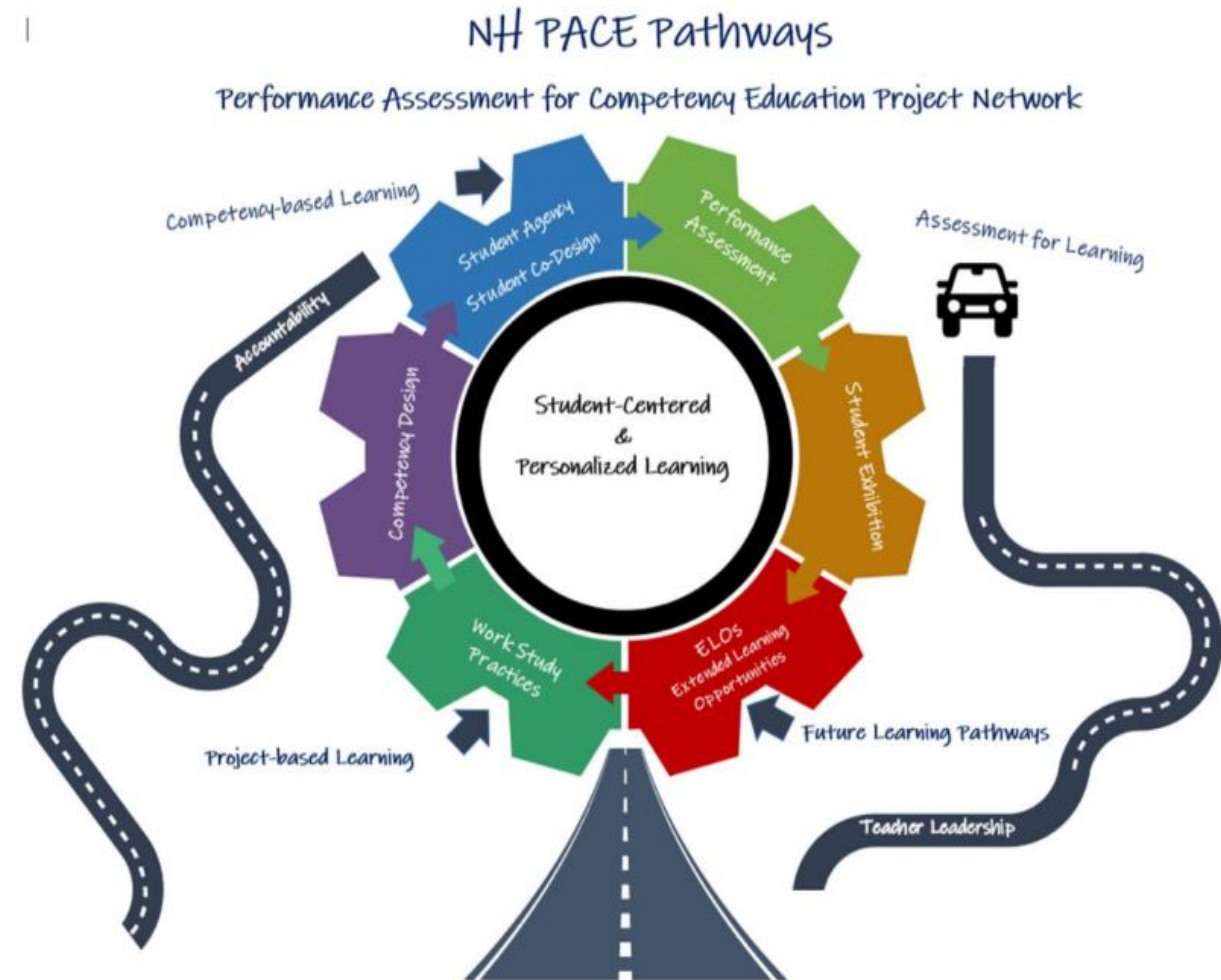 NH PACE Pathways
Performance Assessment for Competency Education Project Network
Competency-based Learning
Student Agency
Student Co-Design
Performance
Assessment
Assessment for Learning
Accountability
Competency Design
Student-Centered
&
Personalized Learning
Student Exhibition
Work Study
Practices
ELOs
Extended Learning
Opportunities
Project-based Learning
Future Learning Pathways
Teacher Leadership